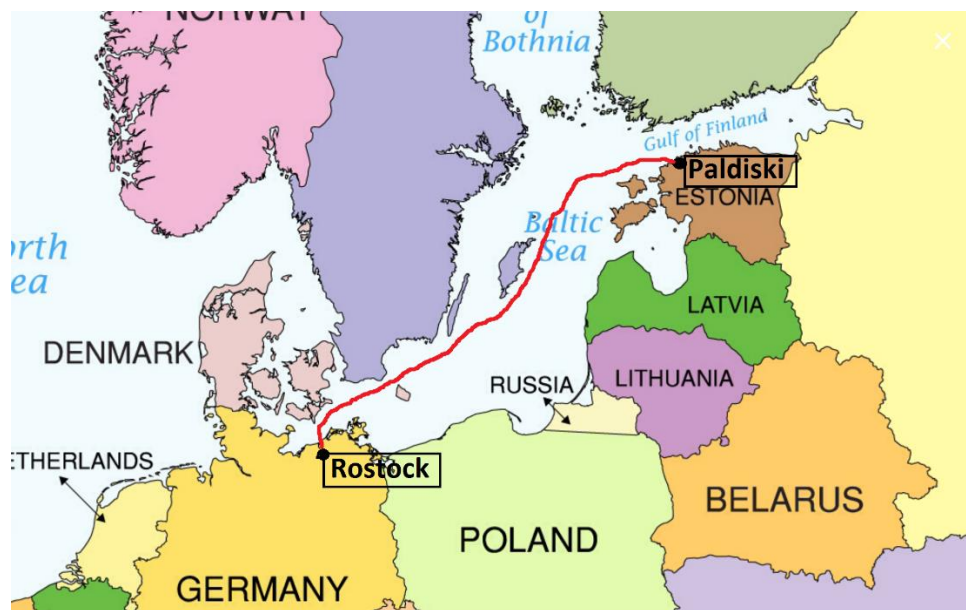 NORWAY
of
Bothnia
Gulf of Finland
Paldiski
ESTONIA
Baltic
Sea
orth
ea
LATVIA
DENMARK
LITHUANIA
RUSSIA
ETHERLANDS
Rostock
BELARUS
POLAND
GERMANY